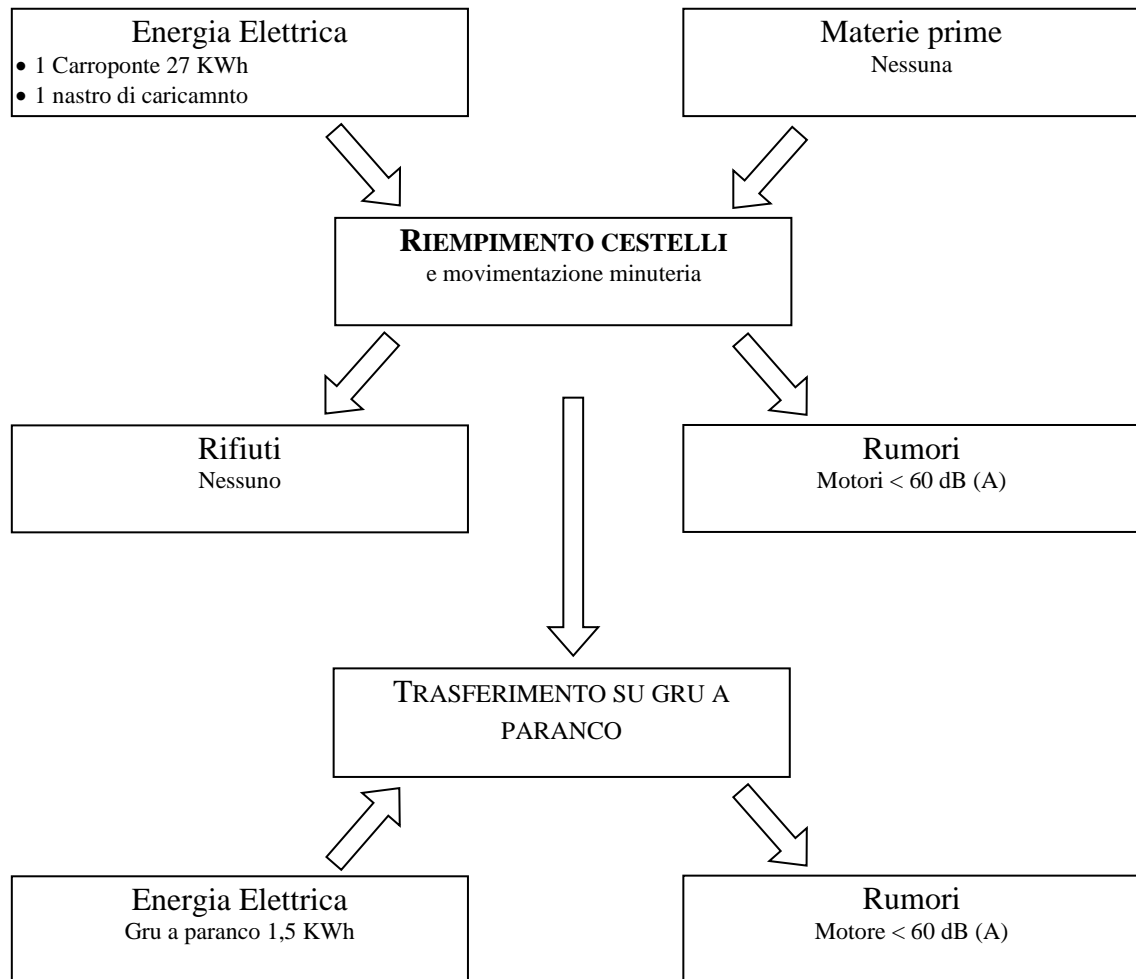 Energia Elettrica
• 1 Carroponte 27 KWh
• 1 nastro di caricamnto
Materie prime
Nessuna
RIEMPIMENTO CESTELLI
e movimentazione minuteria
Rifiuti
Nessuno
Rumori
Motori < 60 dB (A)
TRASFERIMENTO SU GRU A
PARANCO
Energia Elettrica
Gru a paranco 1,5 KWh
Rumori
Motore < 60 dB (A)